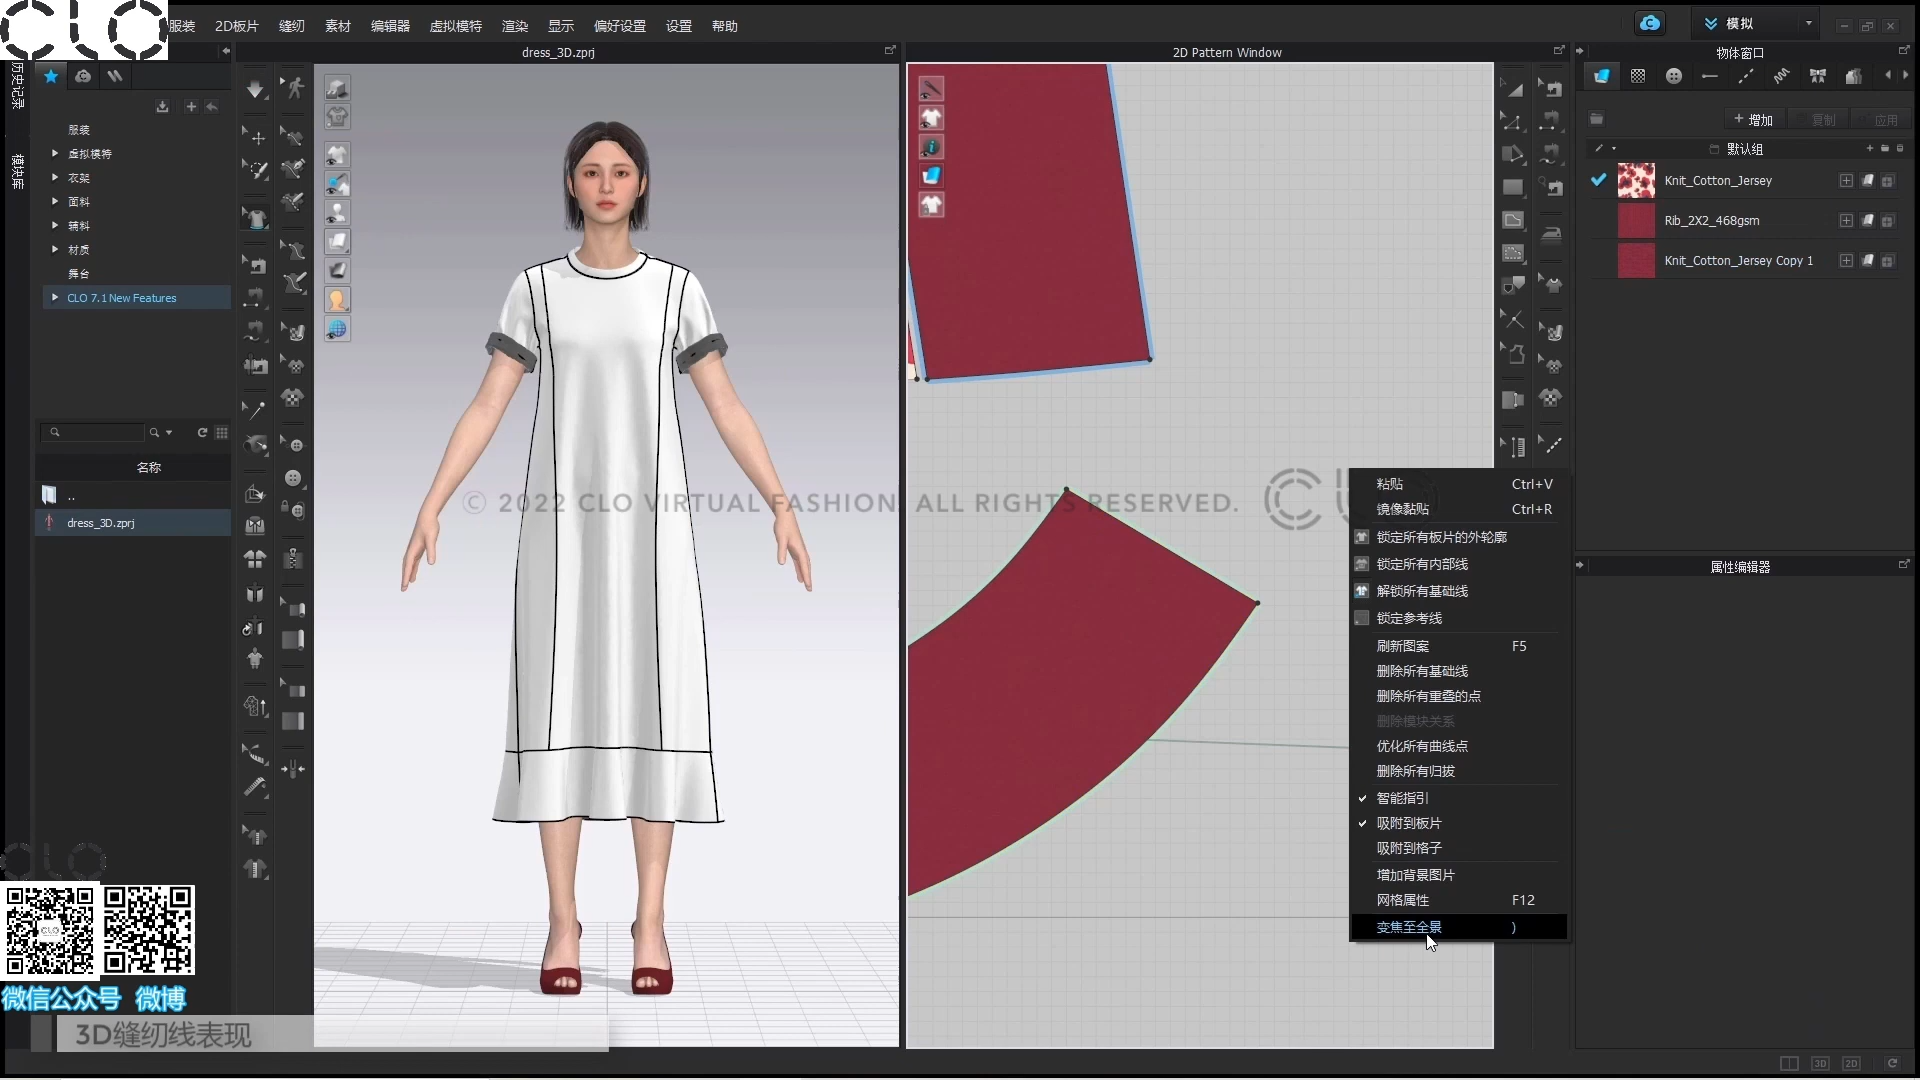 CLO
服装 2D板片 缝纫 素材 编辑器 虚拟模特 渲染 显示 偏好设置 设置 帮助
模拟
dress_3D.zprj
2D Pattern Window
物体窗口
历史记录
模块库
服装
虚拟模特
衣架
面料
辅料
材质
舞台
CLO 7.1 New Features
名称
..
dress_3D.zprj
增加 复制 应用
默认组
Knit_Cotton_Jersey
Rib_2X2_468gsm
Knit_Cotton_Jersey Copy 1
属性编辑器
© 2022 CLO VIRTUAL FASHION. ALL RIGHTS RESERVED.
粘贴 Ctrl+V
镜像黏贴 Ctrl+R
锁定所有板片的外轮廓
锁定所有内部线
解锁所有基础线
锁定参考线
刷新图案 F5
删除所有基础线
删除所有重叠的点
删除模块关系
优化所有曲线点
删除所有归拔
智能指引
吸附到板片
吸附到格子
增加背景图片
网格属性 F12
变焦至全景 )
CLO
微信公众号 微博
3D缝纫线表现
3D 2D